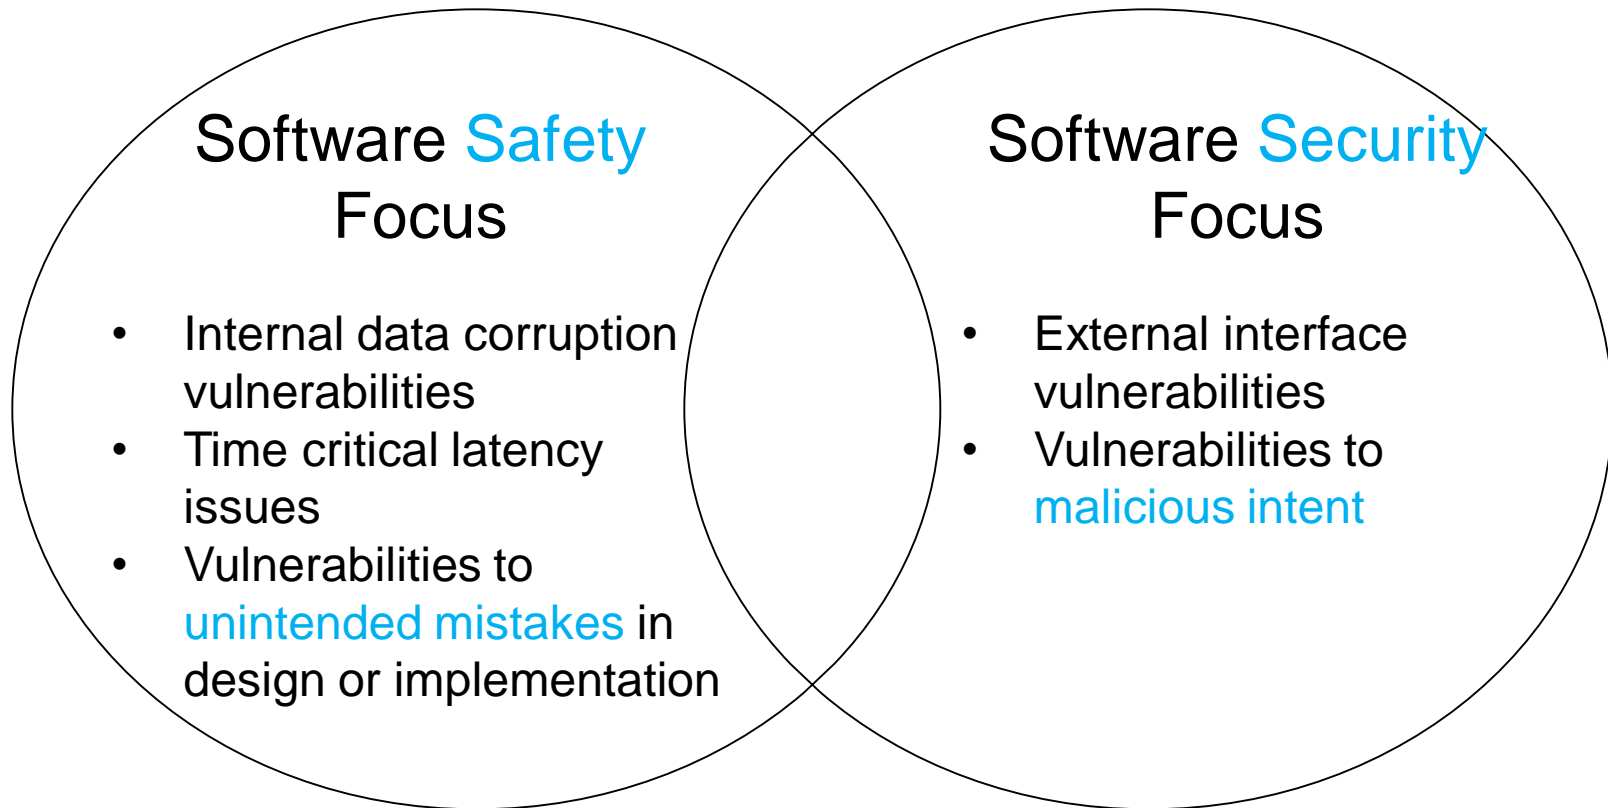 Software Safety
Focus
• Internal data corruption
vulnerabilities
• Time critical latency
issues
• Vulnerabilities to
unintended mistakes in
design or implementation
Software Security
Focus
• External interface
vulnerabilities
• Vulnerabilities to
malicious intent